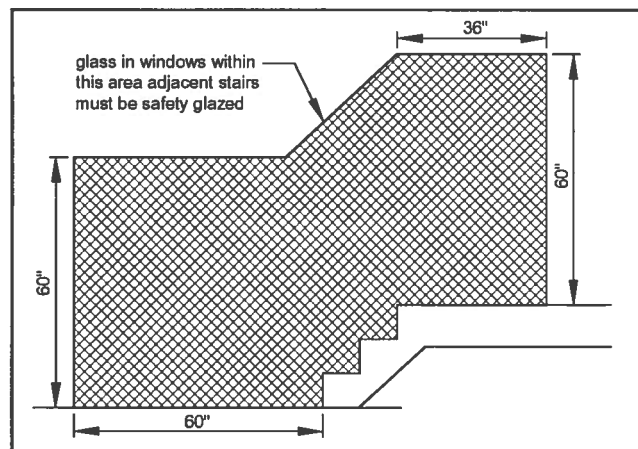 36"
glass in windows within
this area adjacent stairs
must be safety glazed
60"
60"
60"